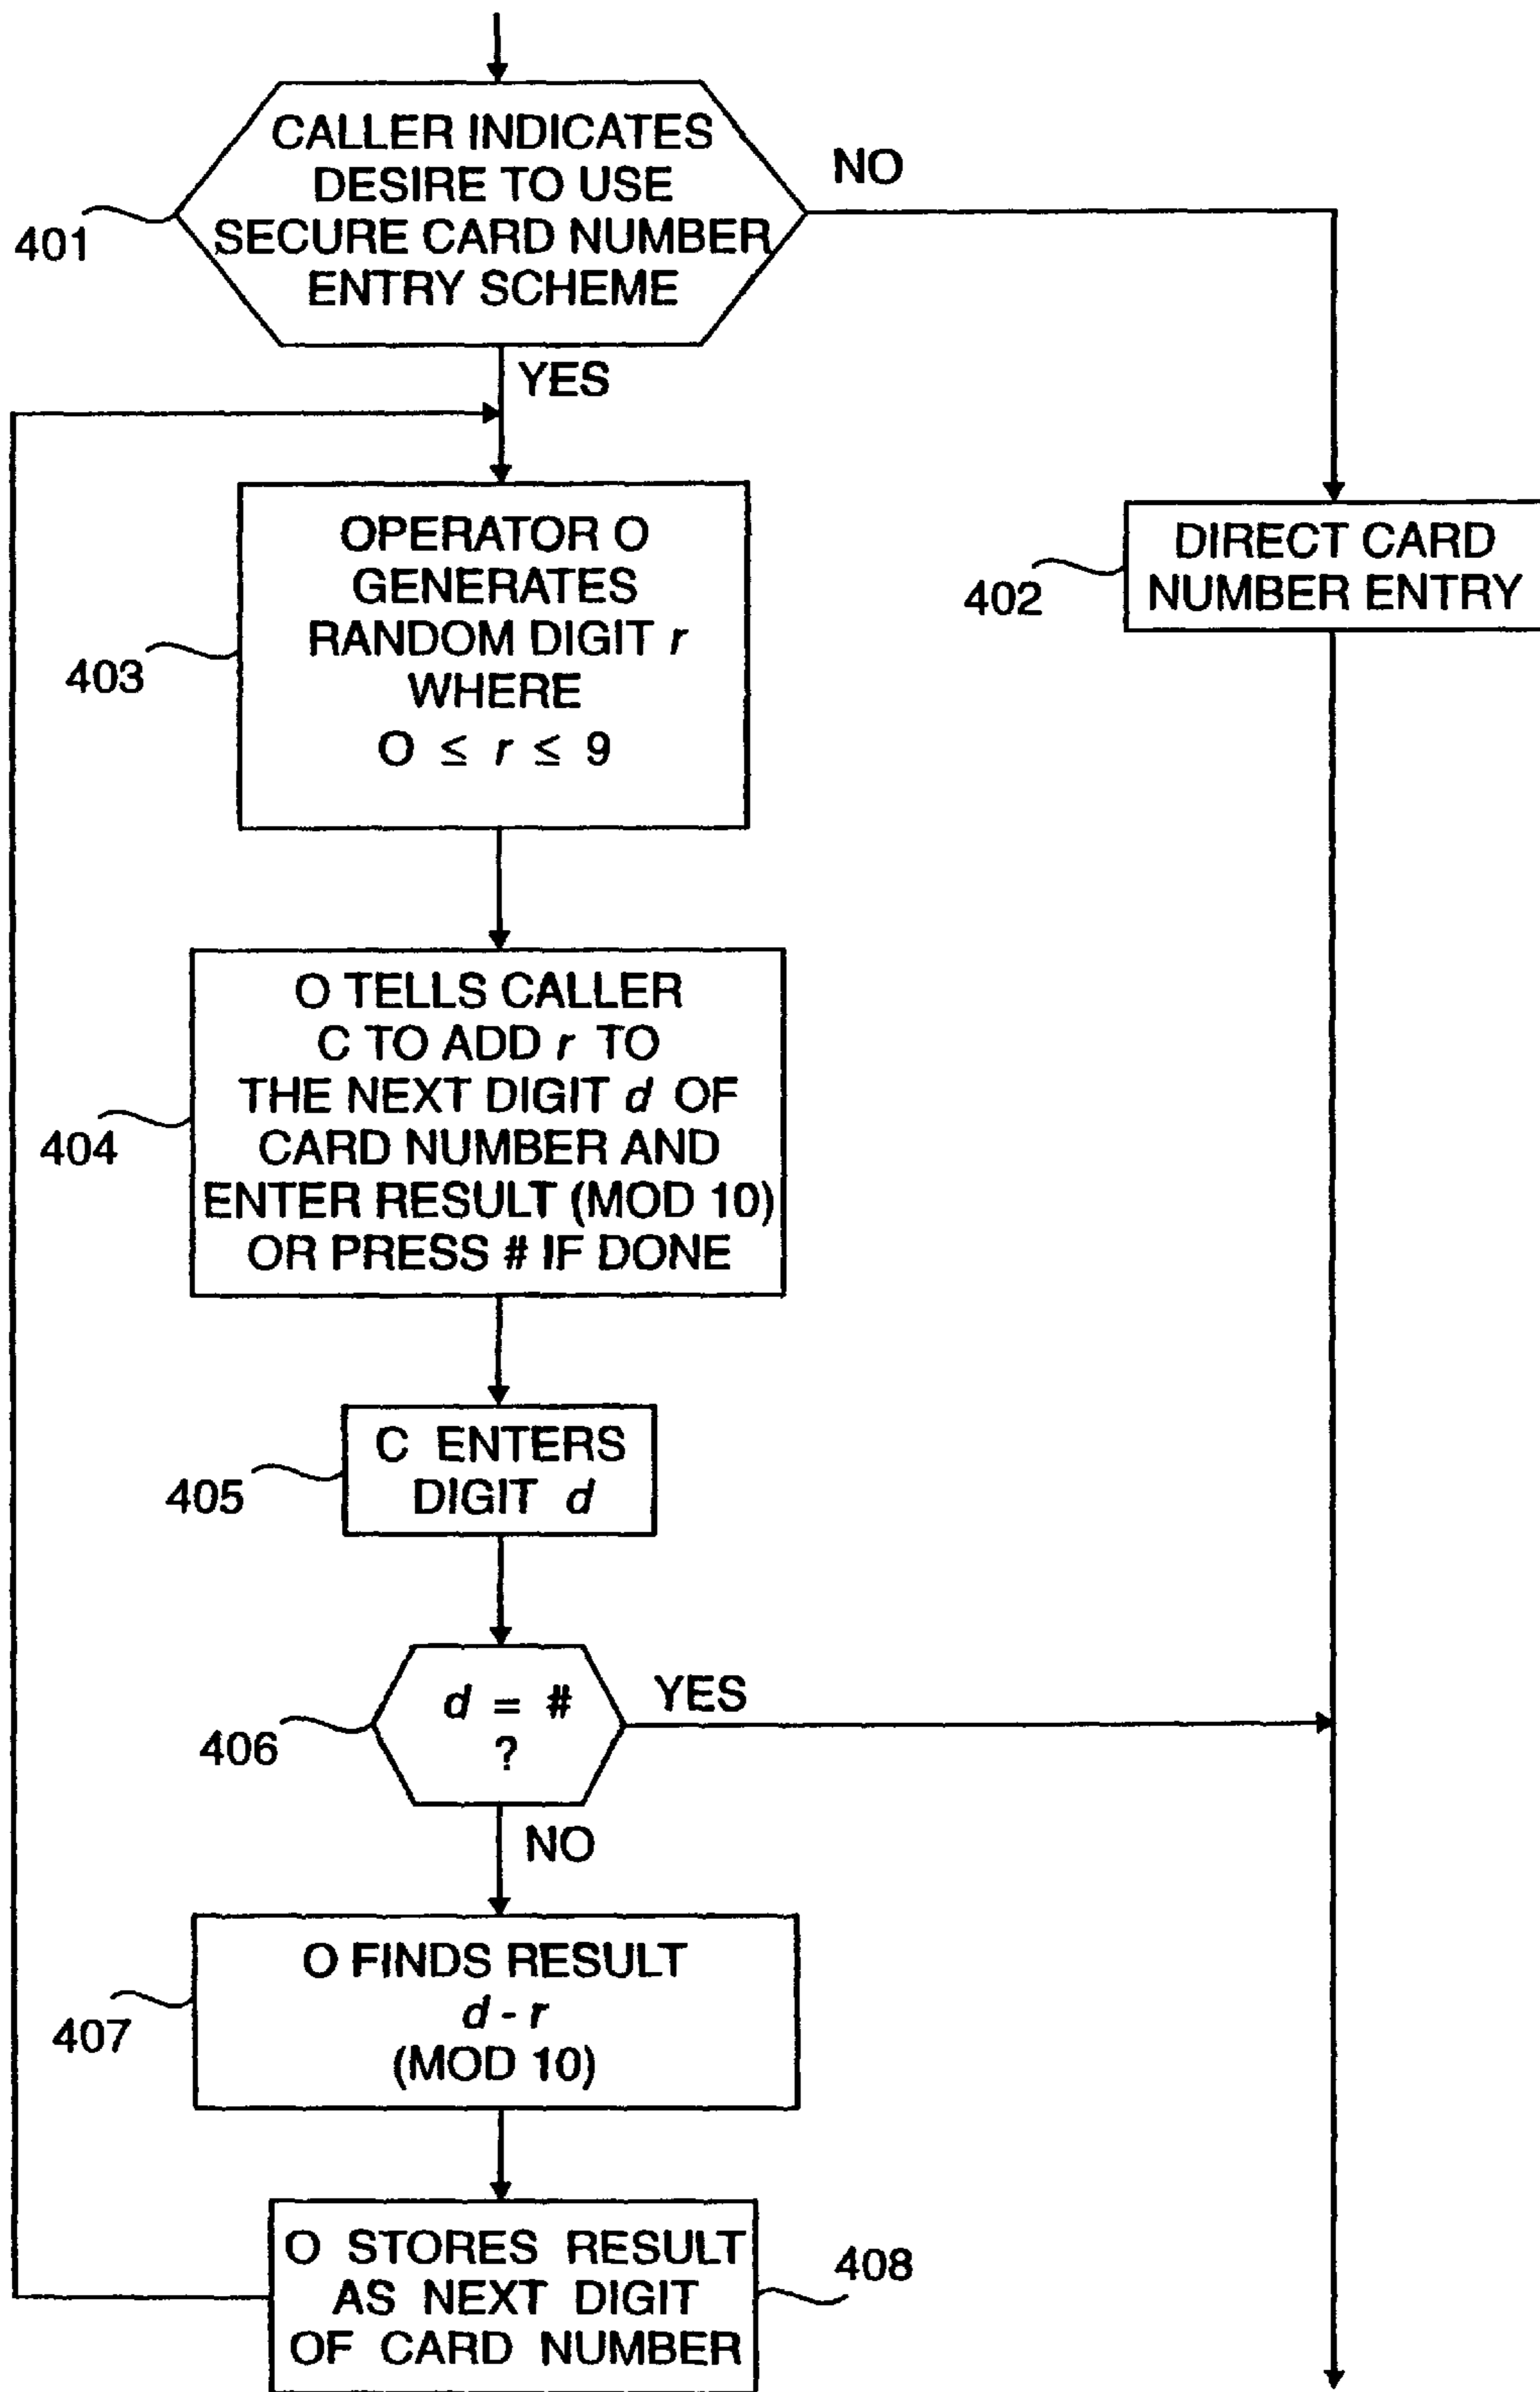 CALLER INDICATES
DESIRE TO USE
SECURE CARD NUMBER
ENTRY SCHEME
NO
401
YES
OPERATOR O
GENERATES
RANDOM DIGIT r
WHERE
O ≤ r ≤ 9
403
DIRECT CARD
NUMBER ENTRY
402
O TELLS CALLER
C TO ADD r TO
THE NEXT DIGIT d OF
CARD NUMBER AND
ENTER RESULT (MOD 10)
OR PRESS # IF DONE
404
C ENTERS
DIGIT d
405
d = #
?
YES
406
NO
O FINDS RESULT
d - r
(MOD 10)
407
O STORES RESULT
AS NEXT DIGIT
OF CARD NUMBER
408